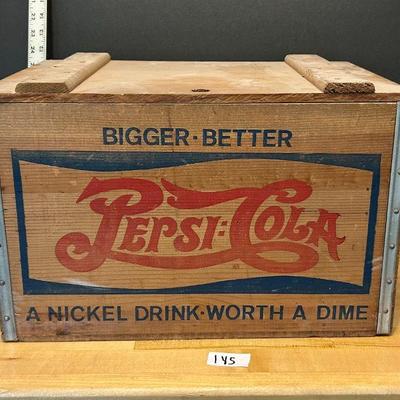 BIGGER·BETTER
PEPSI:COLA
A NICKEL DRINK·WORTH A DIME
145